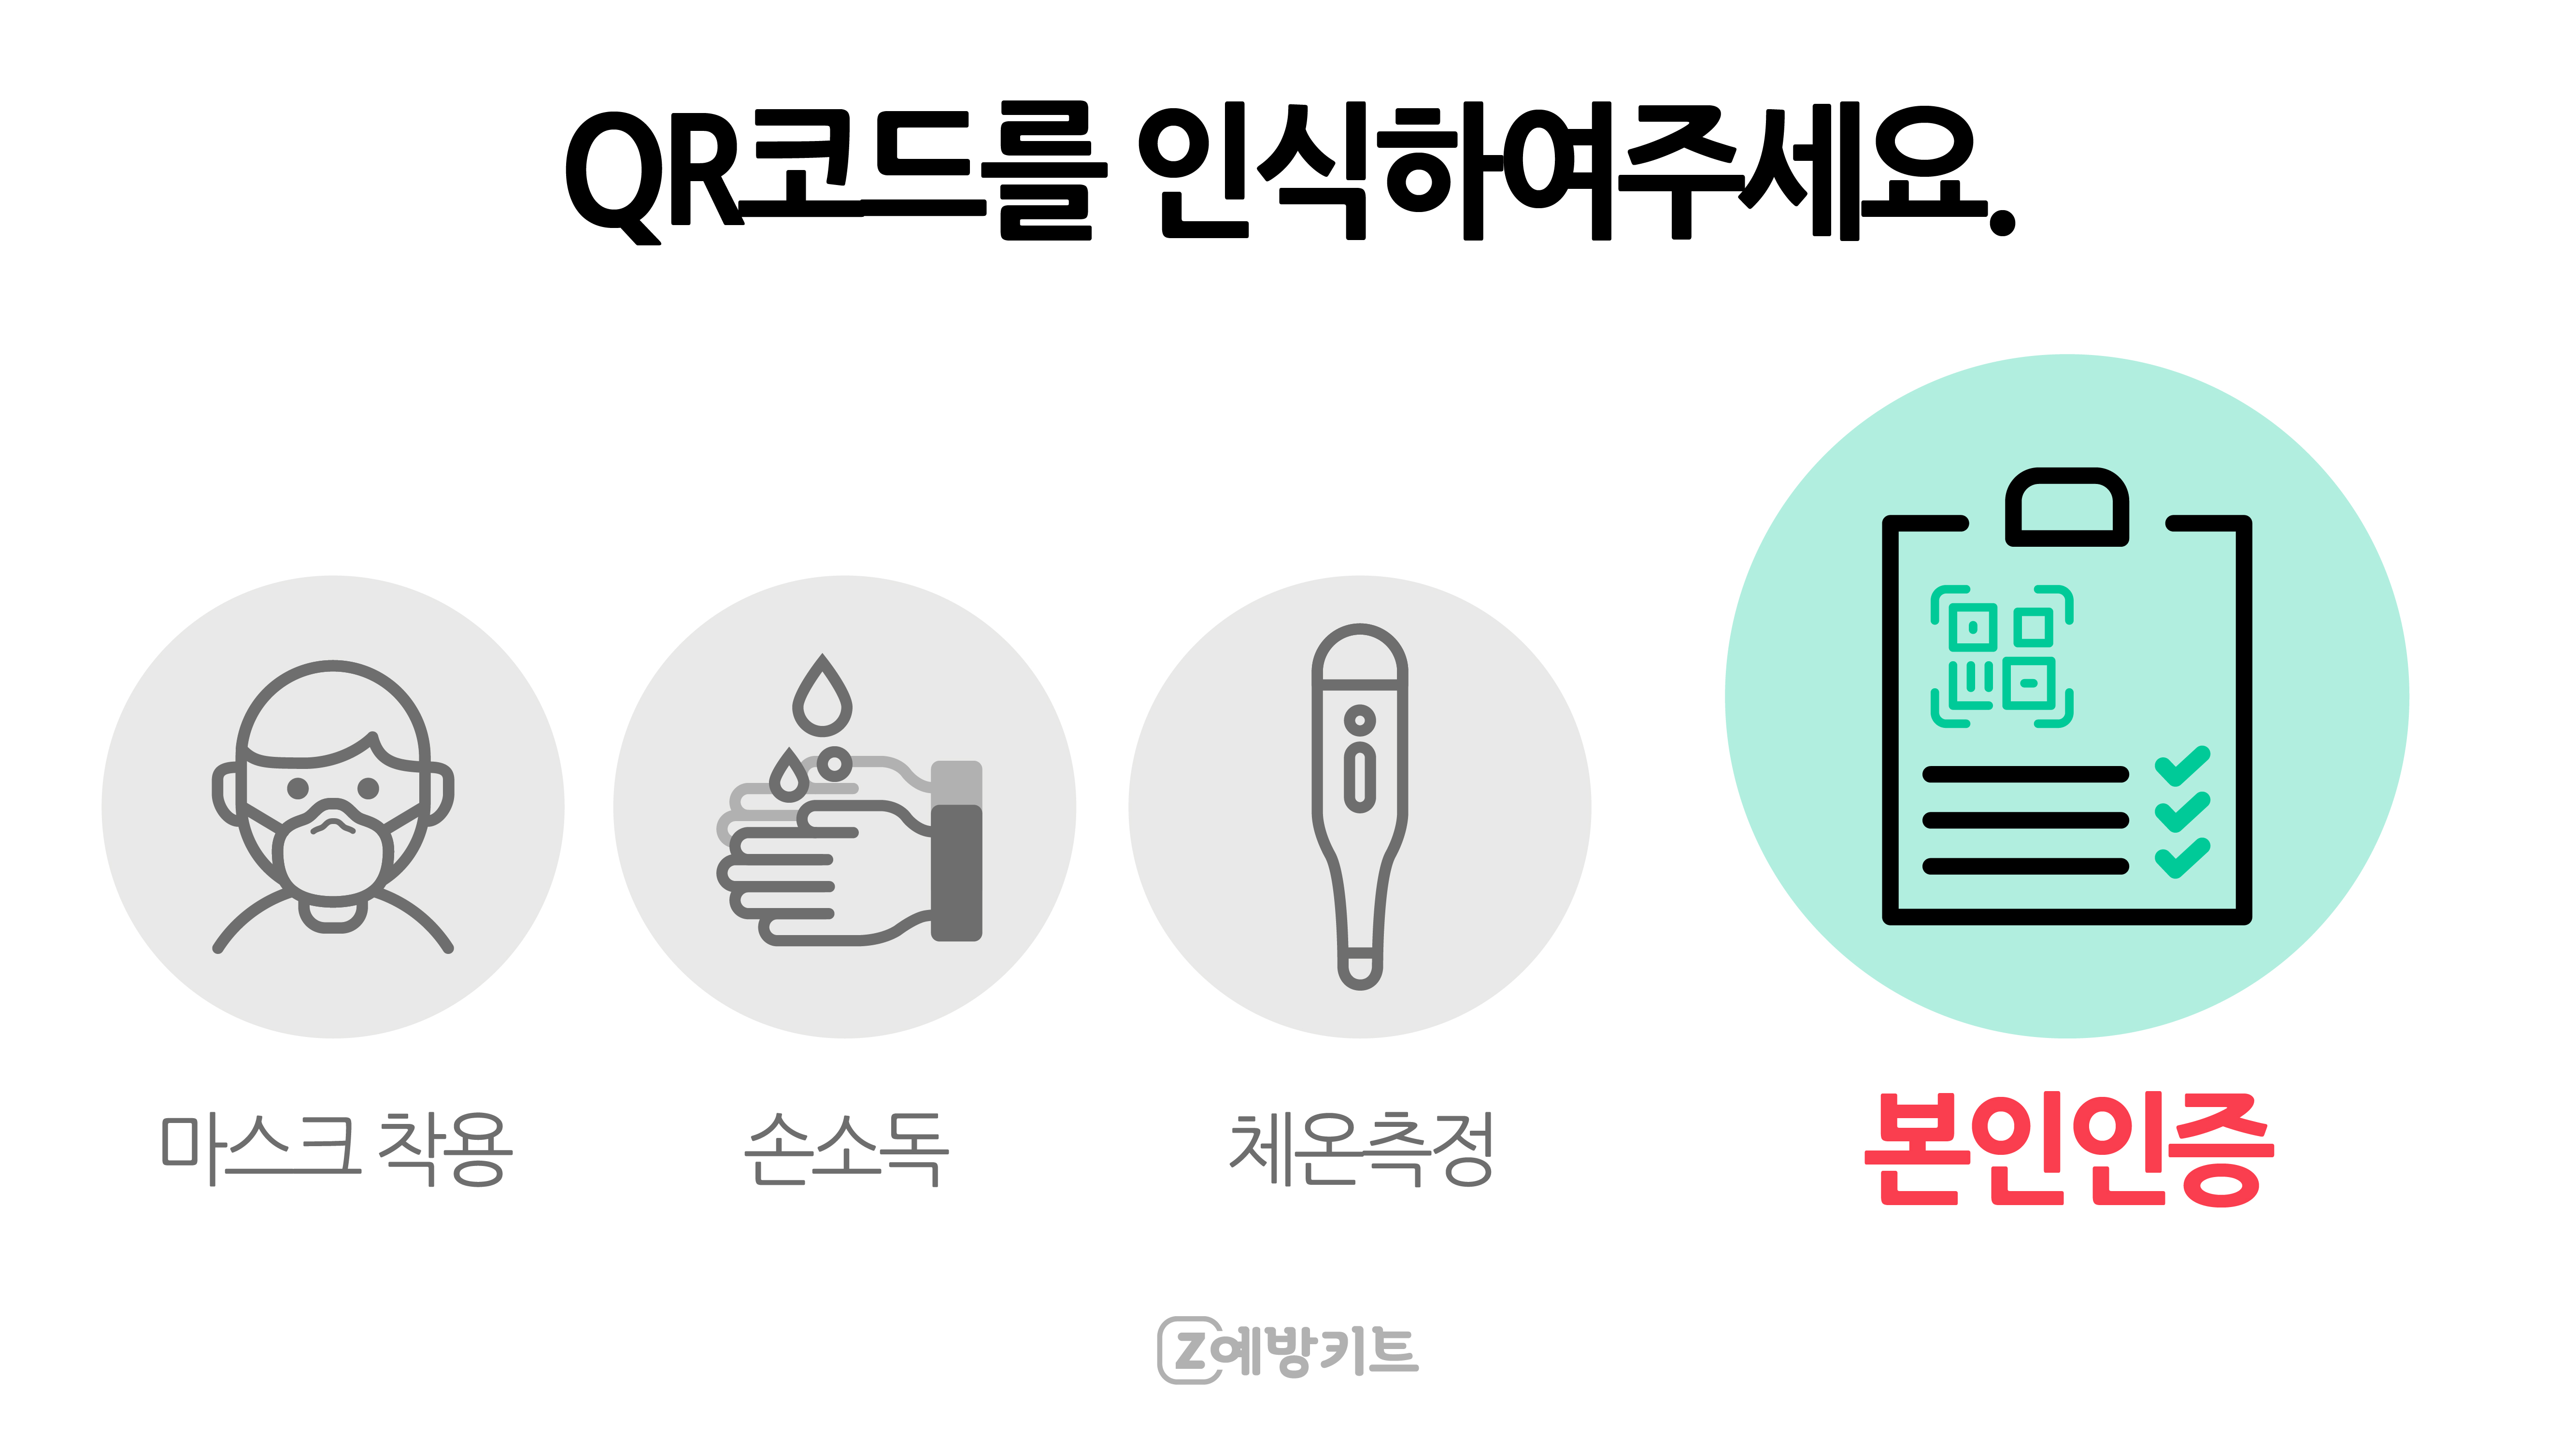 QR코드를 인식하여주세요.
마스크 착용
손소독
체온측정
본인인증
z예방키트